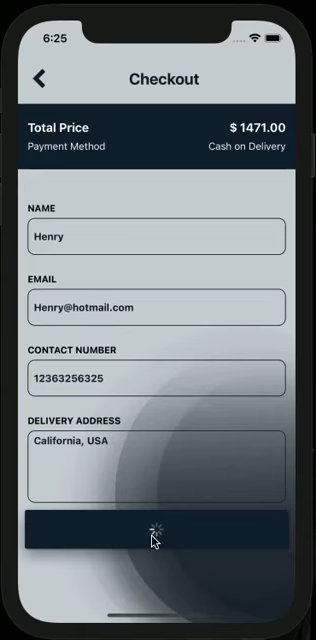 6:25
Checkout
Total Price $ 1471.00
Payment Method Cash on Delivery
NAME
Henry
EMAIL
Henry@hotmail.com
CONTACT NUMBER
12363256325
DELIVERY ADDRESS
California, USA